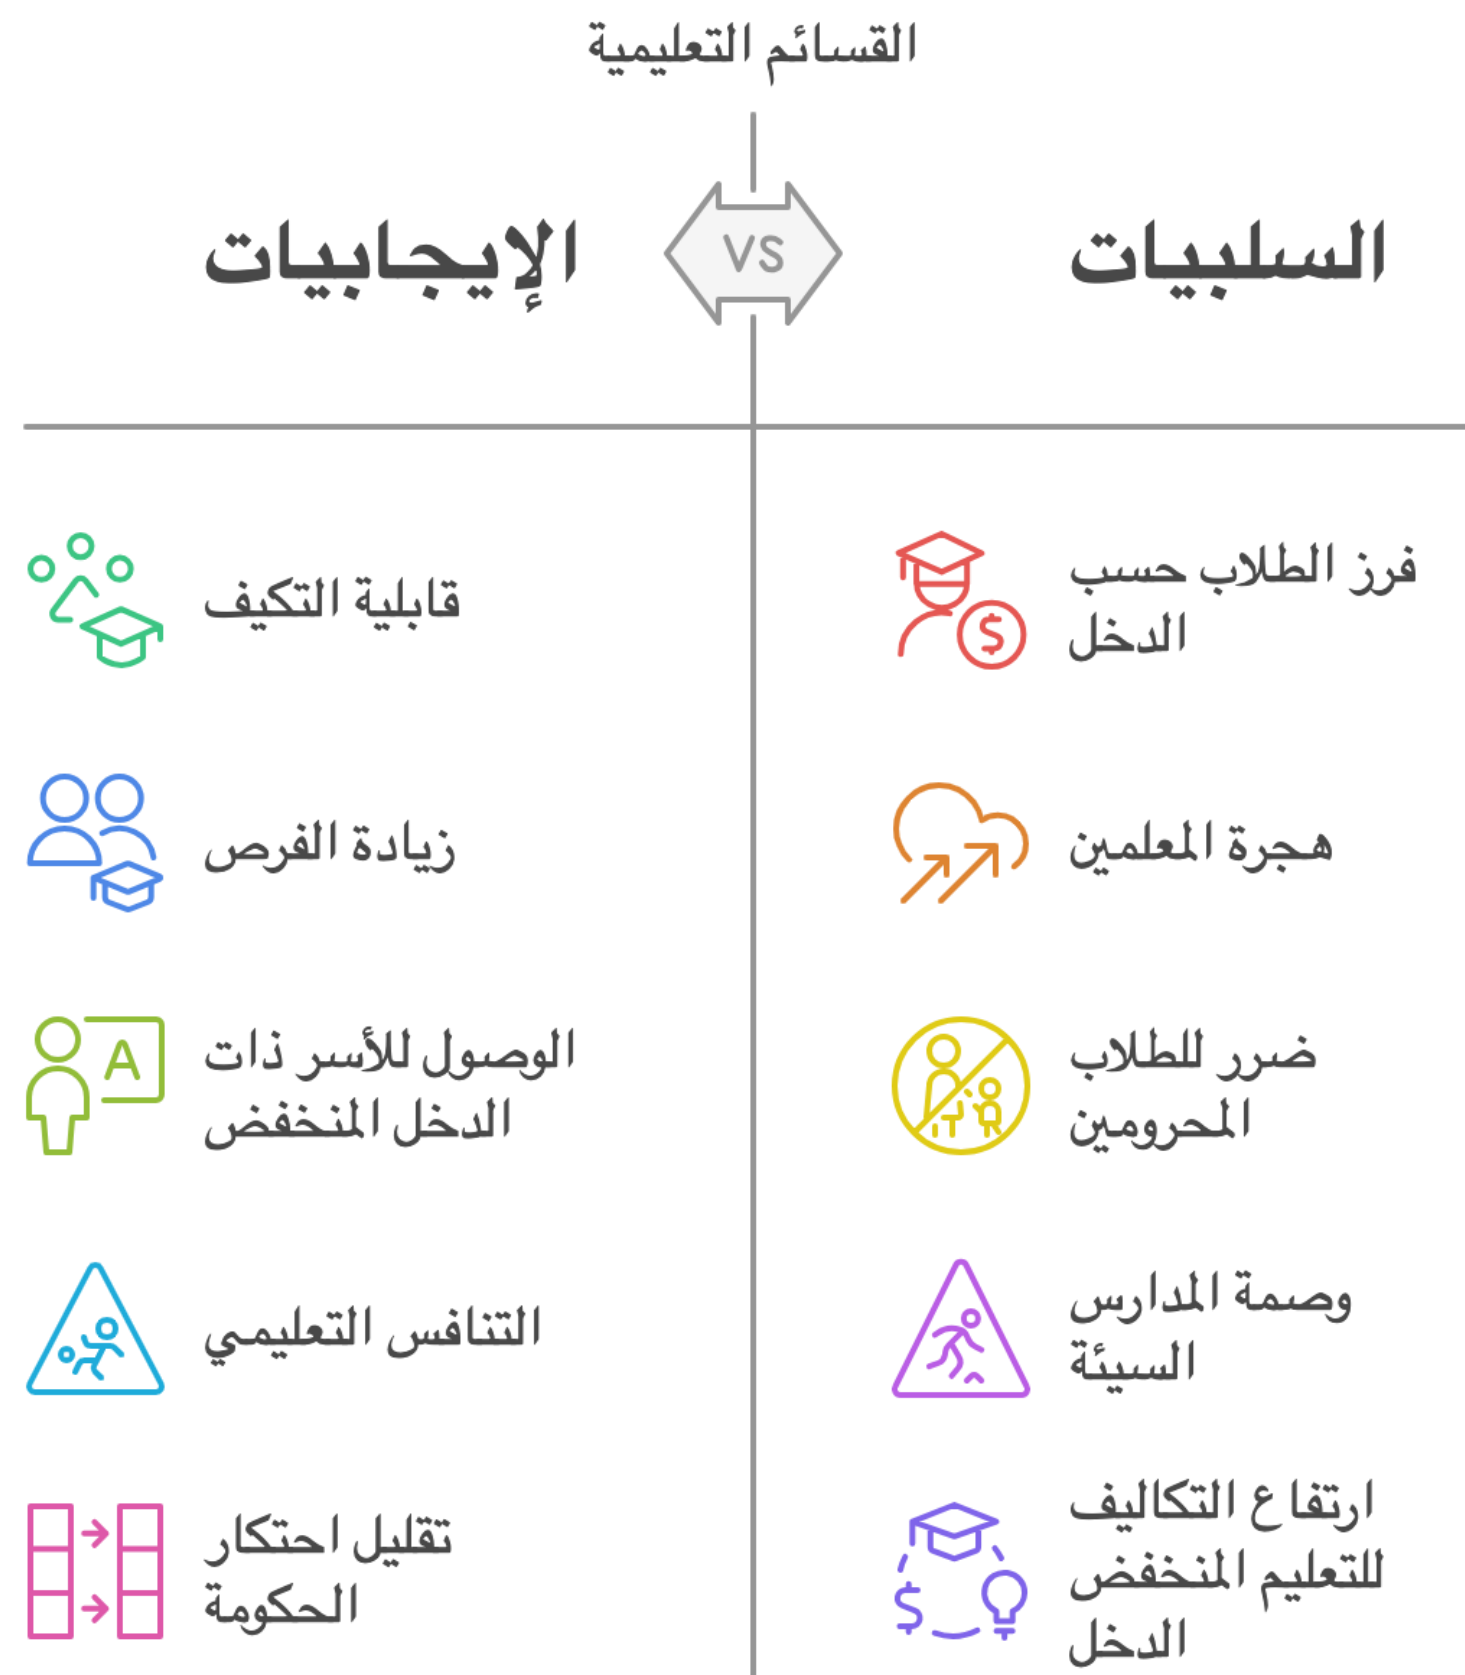 القسائم التعليمية
الإيجابيات
VS
السلبيات
قابلية التكيف
زيادة الفرص
الوصول للأسر ذات
الدخل المنخفض
A
التنافس التعليمي
تقليل احتكار
الحكومة
فرز الطلاب حسب
الدخل
$
هجرة المعلمين
ضرر للطلاب
المحرومين
وصمة المدارس
السيئة
ارتفاع التكاليف
للتعليم المنخفض
الدخل
$